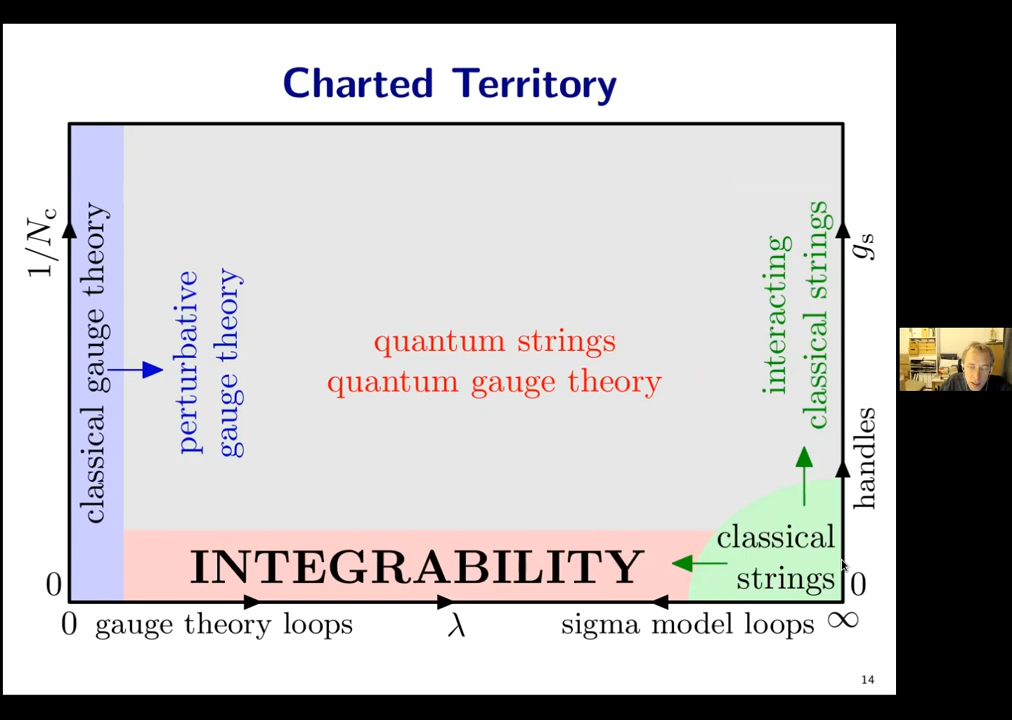 Charted Territory
1/N_c
classical gauge theory
perturbative
gauge theory
quantum strings
quantum gauge theory
interacting
classical strings
g_s
handles
INTEGRABILITY
classical
strings
0
0
0
gauge theory loops
λ
sigma model loops
∞
14